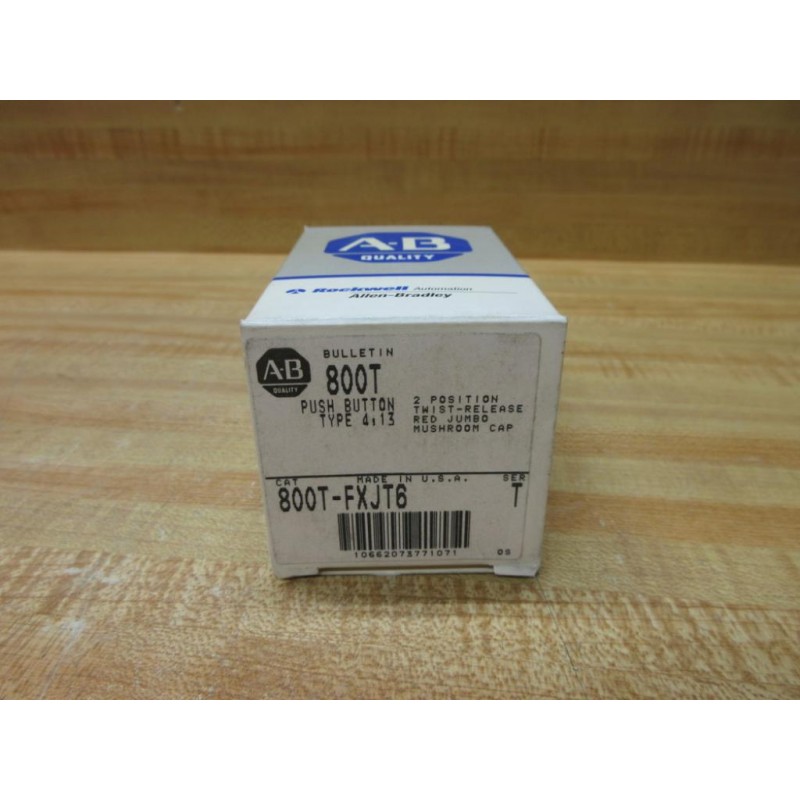 A-B
QUALITY
Rockwell Automation
Allen-Bradley
A-B
QUALITY
BULLETIN
800T
PUSH BUTTON
TYPE 4,13
2 POSITION
TWIST-RELEASE
RED JUMBO
MUSHROOM CAP
CAT MADE IN U.S.A. SER
800T-FXJT6 T
10662073771071
OS